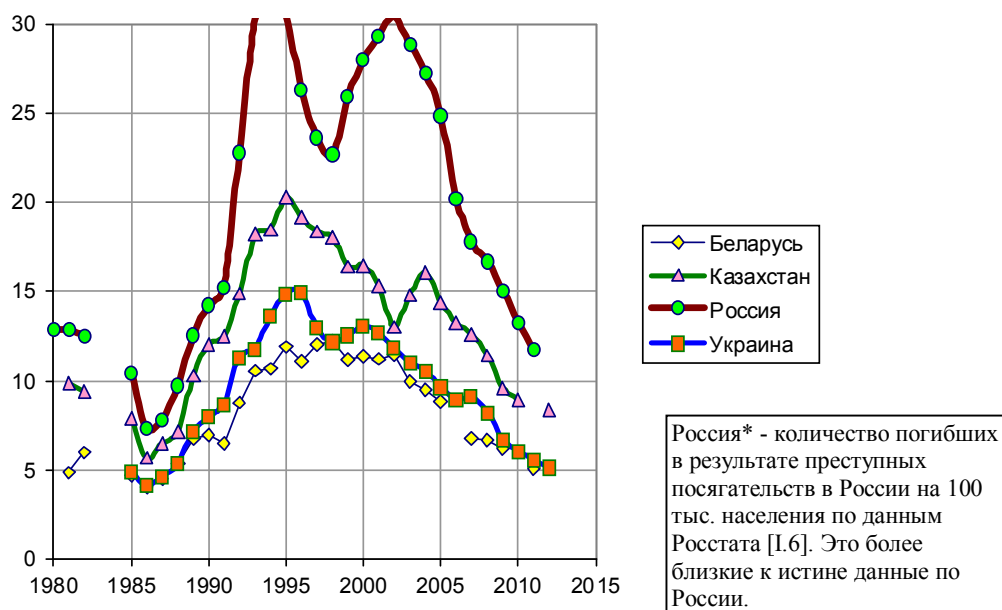 30
25
20
15
10
5
0
1980 1985 1990 1995 2000 2005 2010 2015
Беларусь
Казахстан
Россия
Украина
Россия* - количество погибших
в результате преступных
посягательств в России на 100
тыс. населения по данным
Росстата [I.6]. Это более
близкие к истине данные по
России.